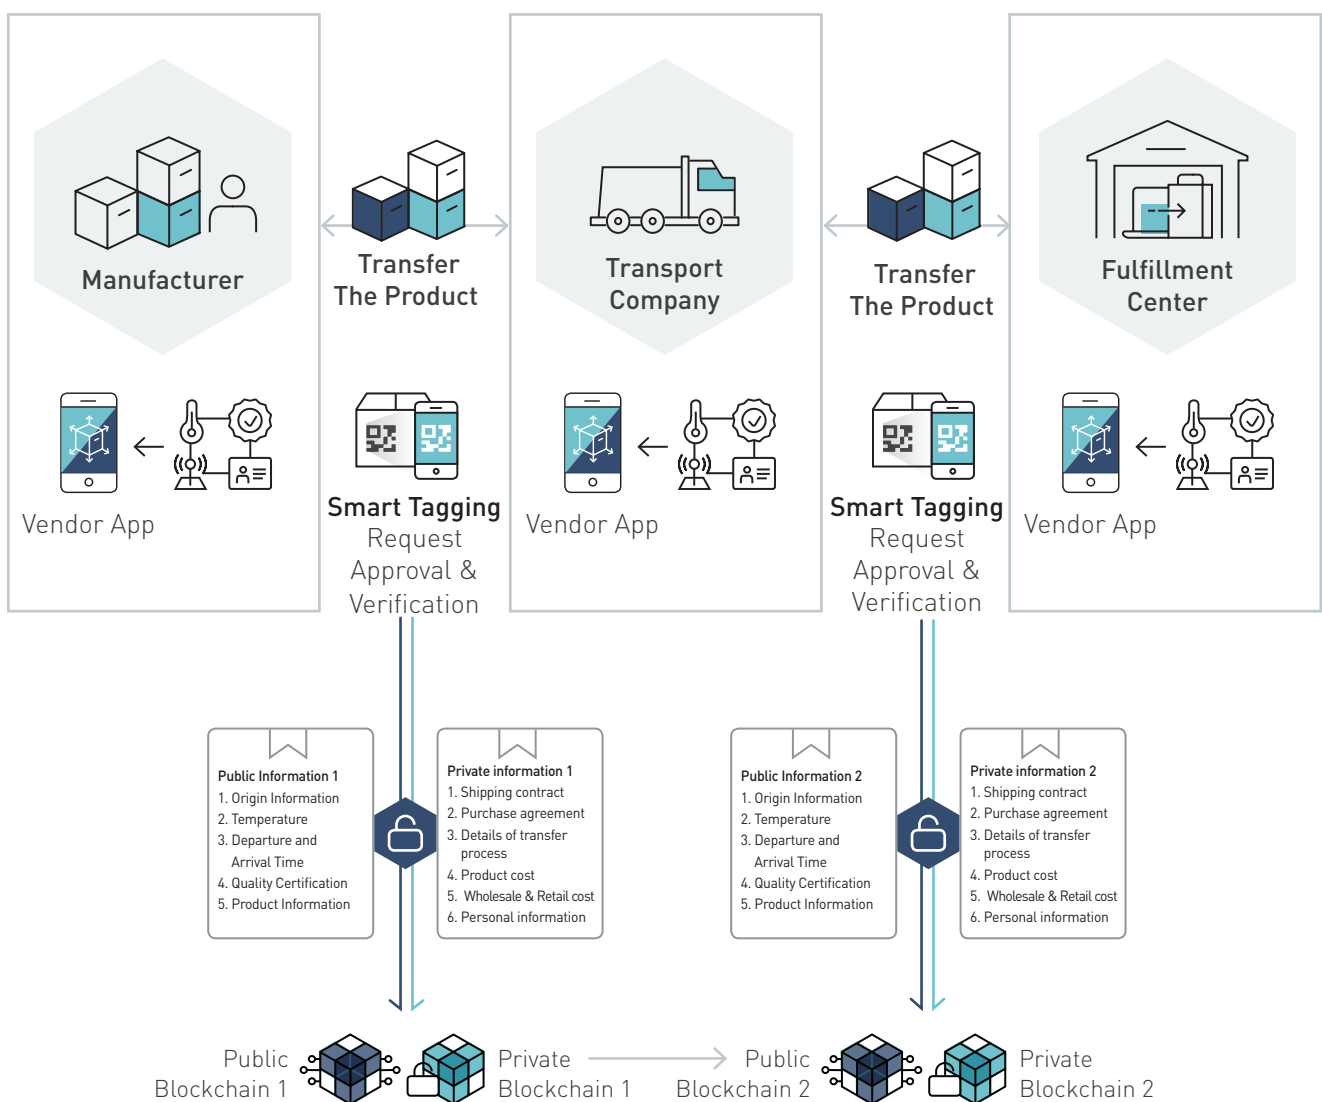 Manufacturer
Transfer
The Product
Transport
Company
Transfer
The Product
Fulfillment
Center
Vendor App
Smart Tagging
Request
Approval &
Verification
Vendor App
Smart Tagging
Request
Approval &
Verification
Vendor App
Public Information 1
1. Origin Information
2. Temperature
3. Departure and
Arrival Time
4. Quality Certification
5. Product Information
Private information 1
1. Shipping contract
2. Purchase agreement
3. Details of transfer
process
4. Product cost
5. Wholesale & Retail cost
6. Personal information
Public Information 2
1. Origin Information
2. Temperature
3. Departure and
Arrival Time
4. Quality Certification
5. Product Information
Private information 2
1. Shipping contract
2. Purchase agreement
3. Details of transfer
process
4. Product cost
5. Wholesale & Retail cost
6. Personal information
Public
Blockchain 1
Private
Blockchain 1
Public
Blockchain 2
Private
Blockchain 2